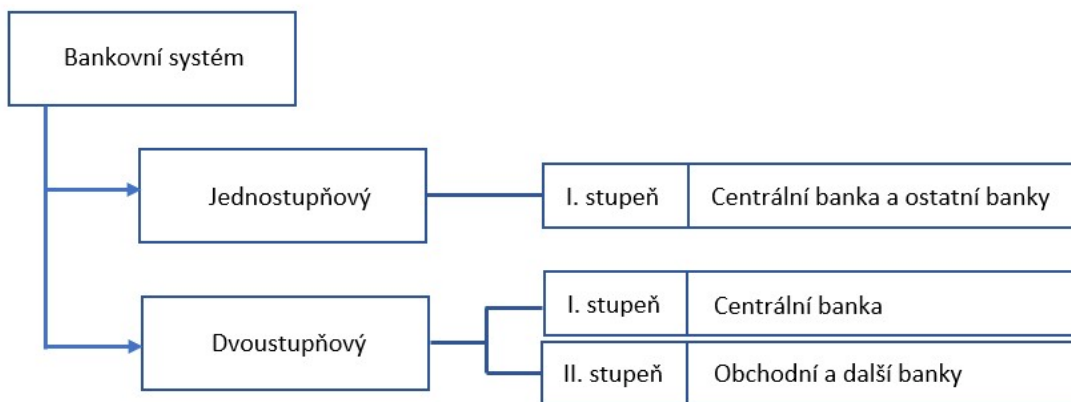 Bankovní systém
Jednostupňový
I. stupeň
Centrální banka a ostatní banky
Dvoustupňový
I. stupeň
Centrální banka
II. stupeň
Obchodní a další banky